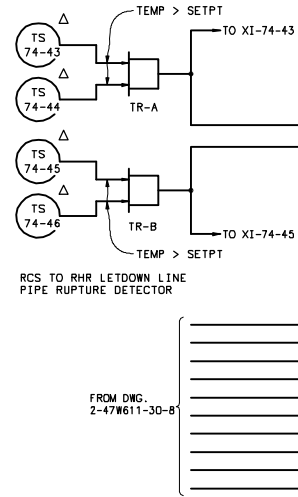 TEMP > SETPT
TS
74-43
TO XI-74-43
TS
74-44
TR-A
TS
74-45
TS
74-46
TR-B
TO XI-74-45
TEMP > SETPT
RCS TO RHR LETDOWN LINE
PIPE RUPTURE DETECTOR
FROM DWG.
2-47W611-30-8